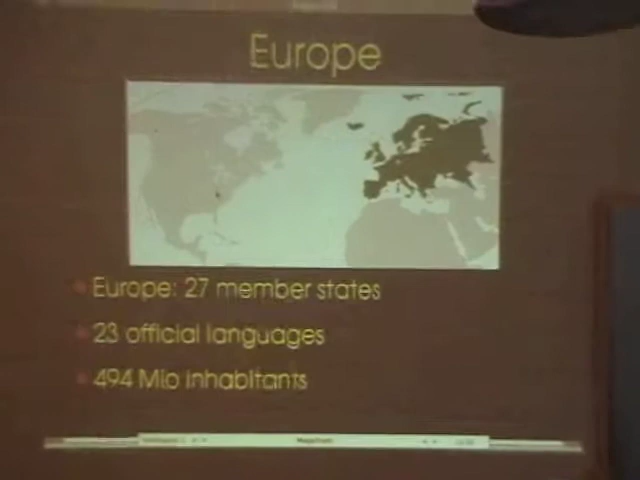 Europe
Europe: 27 member states
23 official languages
494 Mio inhabitants